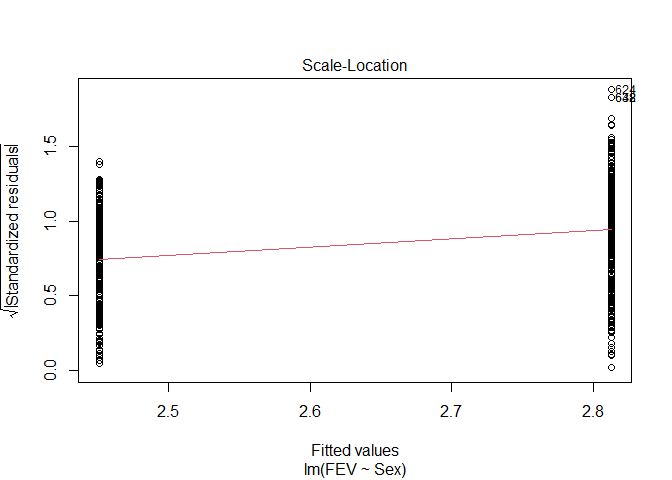 Scale-Location
624
√|Standardized residuals|
0.0
0.5
1.0
1.5
2.5
2.6
2.7
2.8
Fitted values
lm(FEV ~ Sex)